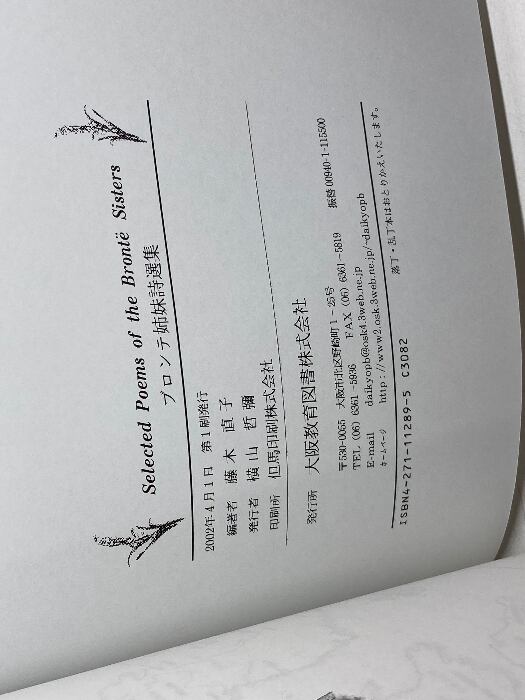 Selected Poems of the Brontë Sisters
ブロンテ姉妹詩選集
2002年4月1日 第1刷発行
編著者 藤木直子
発行者 横山哲彌
印刷所 但馬印刷株式会社
発行所 大阪教育図書株式会社
〒530-0055 大阪市北区野崎町1-25号
TEL (06) 6361-5936 FAX (06) 6361-5819 振替 00940-1-115500
E-mail daikyopb@osk4.3web.ne.jp
ホームページ http://www2.osk.3web.ne.jp/~daikyopb
落丁・乱丁本はおとりかえいたします。
ISBN4-271-11289-5 C3082